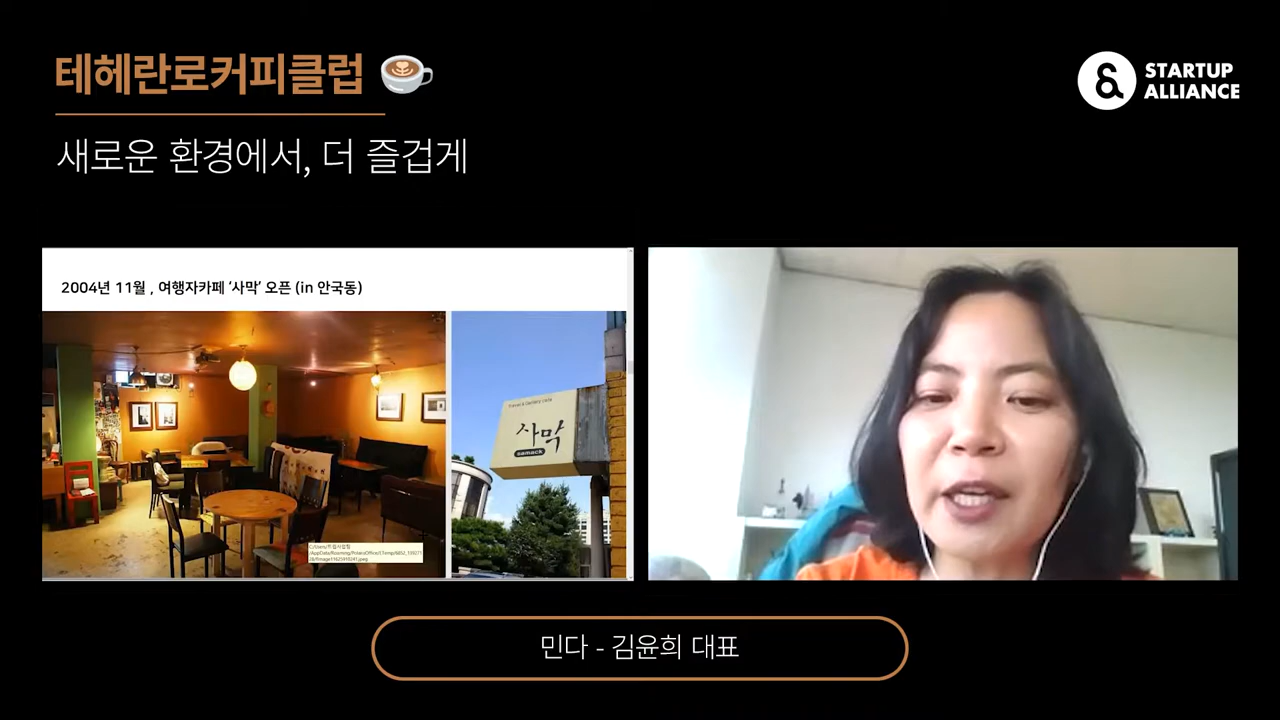 테헤란로커피클럽
STARTUP
ALLIANCE
새로운 환경에서, 더 즐겁게
2004년 11월 , 여행자카페 '사막' 오픈 (in 안국동)
사막
samack
민다 - 김윤희 대표